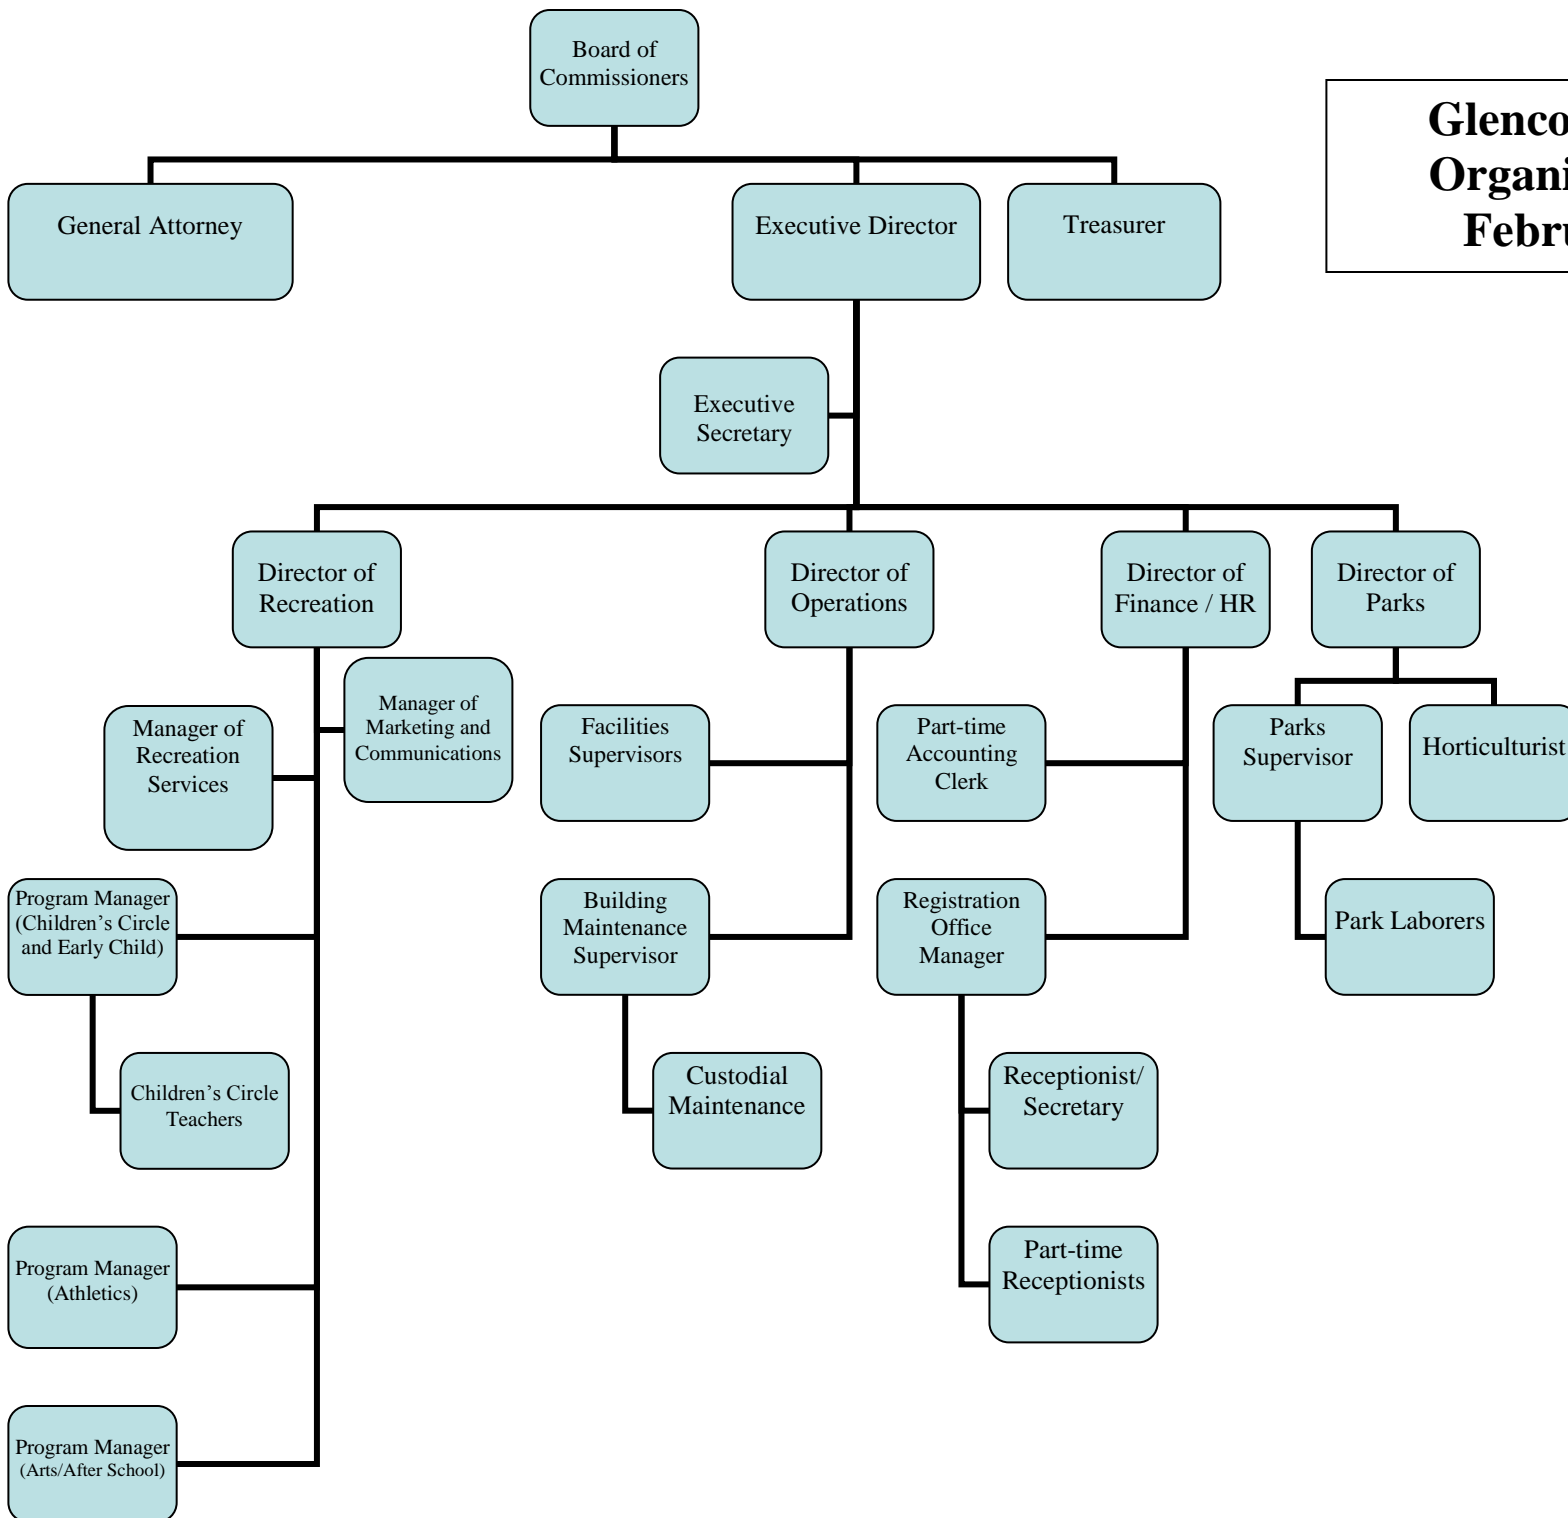 Board of
Commissioners
Organi
General Attorney
Executive Director
Treasurer
Executive
Secretary
Director of
Recreation
Director of
Operations
Director of
Finance / HR
Director of
Parks
Manager of
Recreation
Services
Manager of
Marketing and
Communications
Facilities
Supervisors
Part-time
Accounting
Clerk
Parks
Supervisor
Horticulturist
Program Manager
(Children’s Circle
and Early Child)
Building
Maintenance
Supervisor
Registration
Office
Manager
Park Laborers
Children’s Circle
Teachers
Custodial
Maintenance
Receptionist/
Secretary
Program Manager
(Athletics)
Part-time
Receptionists
Program Manager
(Arts/After School)